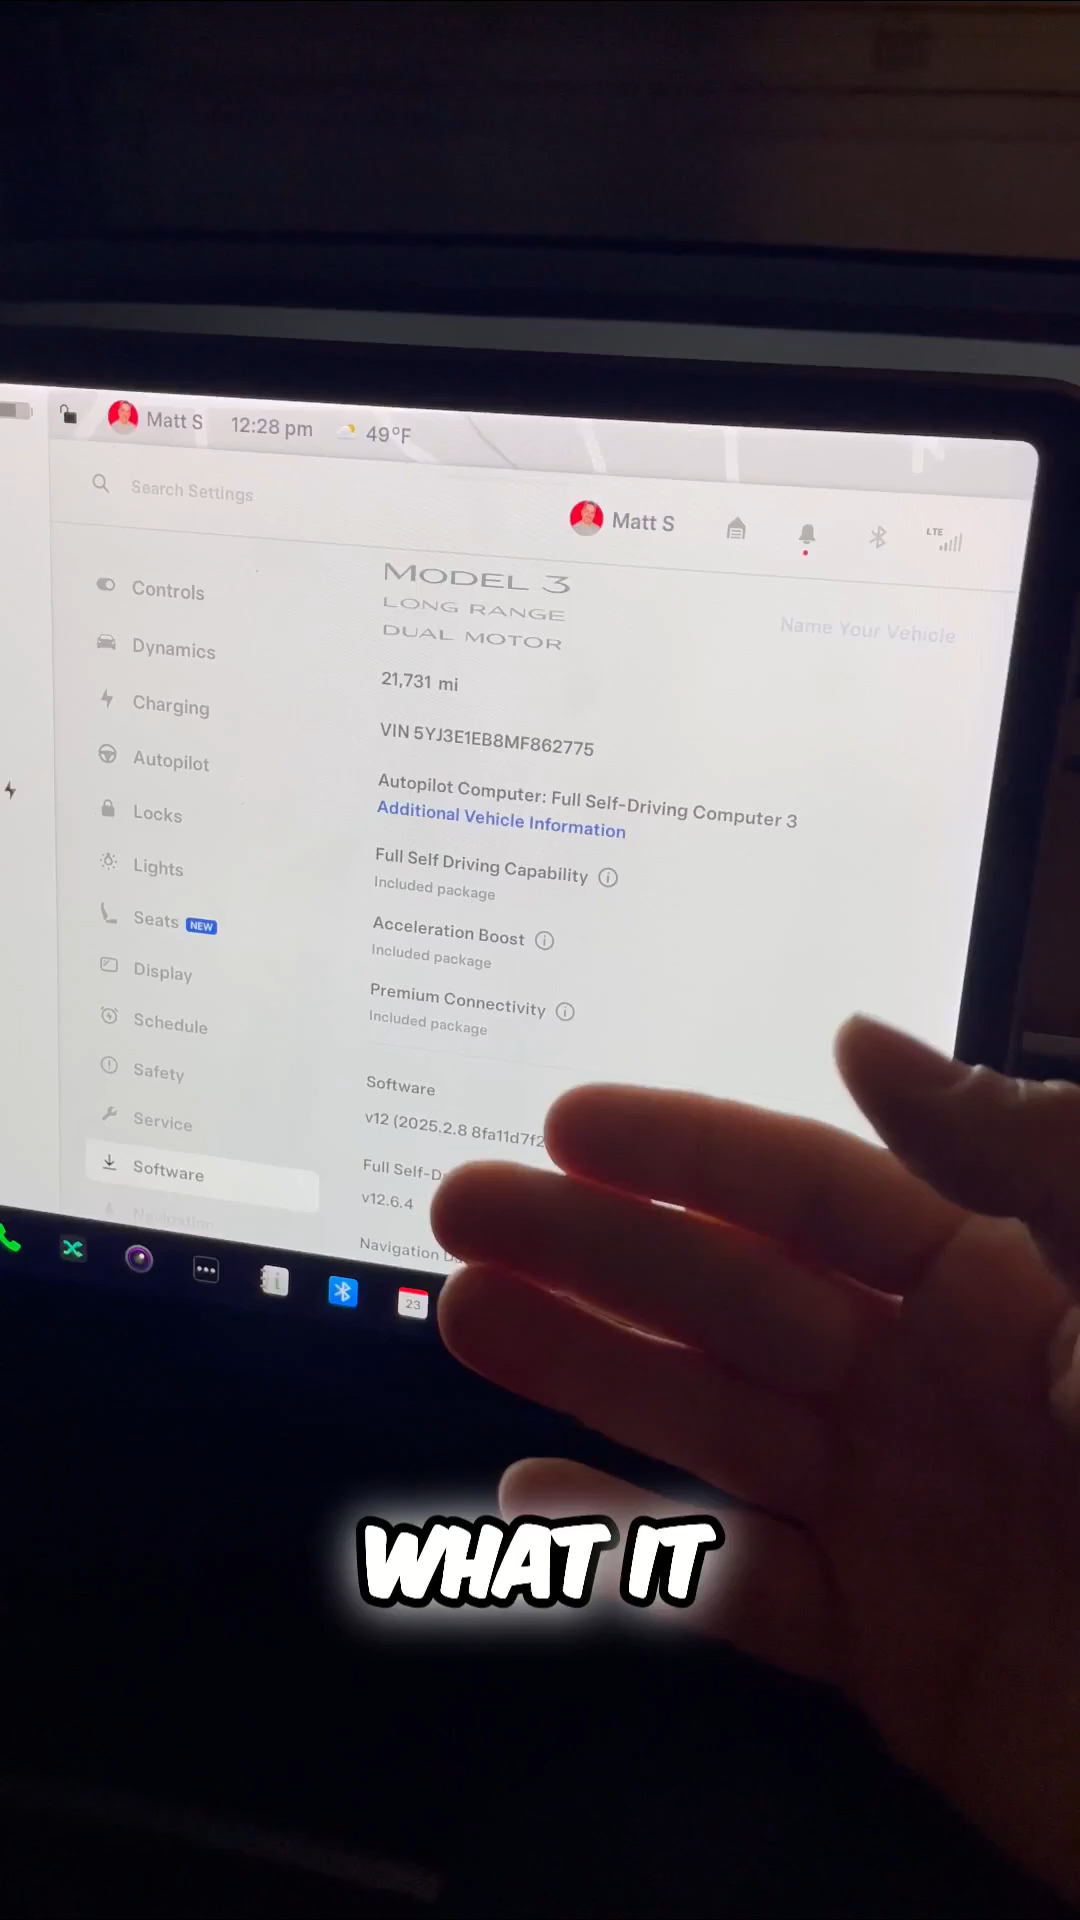 Matt S 12:28 pm 49°F
Search Settings
Matt S
LTE
Controls
Dynamics
Charging
Autopilot
Locks
Lights
Seats NEW
Display
Schedule
Safety
Service
Software
Navigation
MODEL 3
LONG RANGE
DUAL MOTOR
Name Your Vehicle
21,731 mi
VIN 5YJ3E1EB8MF862775
Autopilot Computer: Full Self-Driving Computer 3
Additional Vehicle Information
Full Self Driving Capability
Included package
Acceleration Boost
Included package
Premium Connectivity
Included package
Software
v12 (2025.2.8 8fa11d7f2
Full Self-D
v12.6.4
Navigation
23
WHAT IT